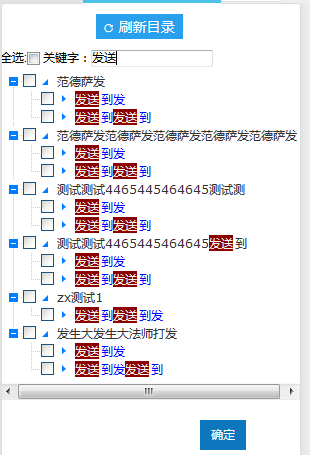 刷新目录
全选: 关键字：发送
范德萨发
发送到发
发送到发送到
范德萨发范德萨发范德萨发范德萨发范德萨发
发送到发
发送到发送到
测试测试4465445464645测试测
发送到发
发送到发送到
测试测试4465445464645发送到
发送到发
发送到发送到
zx测试1
发送到发送到发
发生大发生大法师打发
发送到发
发送到发发送到
确定